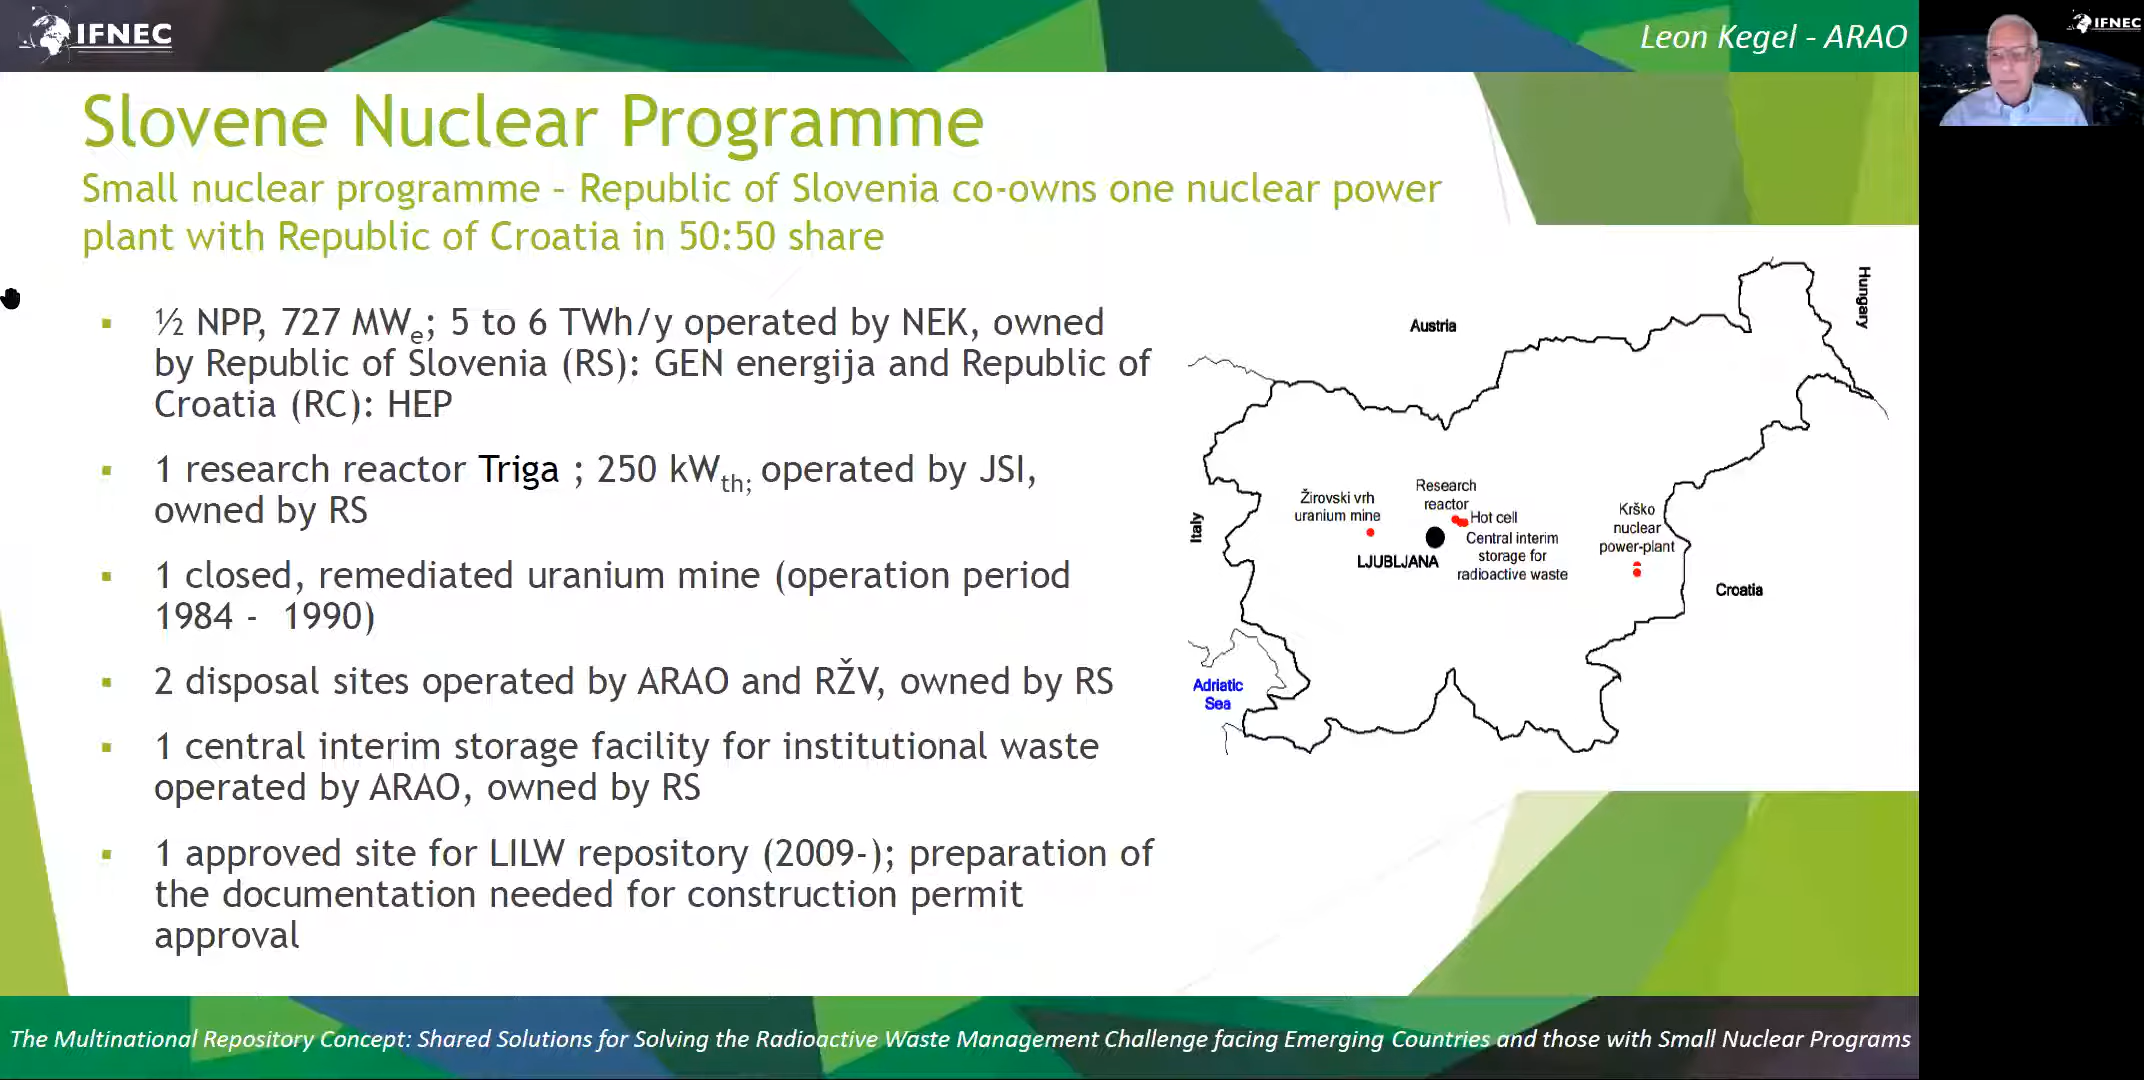 IFNEC
Leon Kegel - ARAO
IFNEC
Slovene Nuclear Programme
Small nuclear programme – Republic of Slovenia co-owns one nuclear power
plant with Republic of Croatia in 50:50 share
▪ ½ NPP, 727 MWe; 5 to 6 TWh/y operated by NEK, owned
by Republic of Slovenia (RS): GEN energija and Republic of
Croatia (RC): HEP
▪ 1 research reactor Triga ; 250 kWth; operated by JSI,
owned by RS
▪ 1 closed, remediated uranium mine (operation period
1984 - 1990)
▪ 2 disposal sites operated by ARAO and RŽV, owned by RS
▪ 1 central interim storage facility for institutional waste
operated by ARAO, owned by RS
▪ 1 approved site for LILW repository (2009-); preparation of
the documentation needed for construction permit
approval
Austria
Hungary
Italy
Žirovski vrh
uranium mine
Research
reactor
Hot cell
Central interim
storage for
radioactive waste
LJUBLJANA
Krško
nuclear
power-plant
Croatia
Adriatic
Sea
The Multinational Repository Concept: Shared Solutions for Solving the Radioactive Waste Management Challenge facing Emerging Countries and those with Small Nuclear Programs